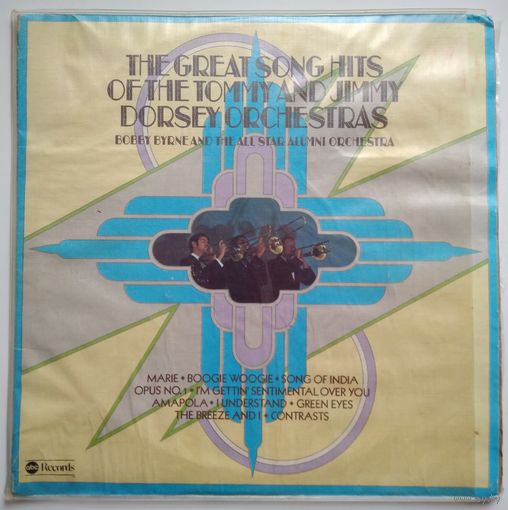 THE GREAT SONG HITS
OF THE TOMMY AND JIMMY
DORSEY ORCHESTRAS
BOBBY BYRNE AND THE ALL STAR ALUMNI ORCHESTRA
MARIE • BOOGIE WOOGIE • SONG OF INDIA
OPUS NO. 1 • I'M GETTIN' SENTIMENTAL OVER YOU
AMAPOLA • I UNDERSTAND • GREEN EYES
THE BREEZE AND I • CONTRASTS
abc Records